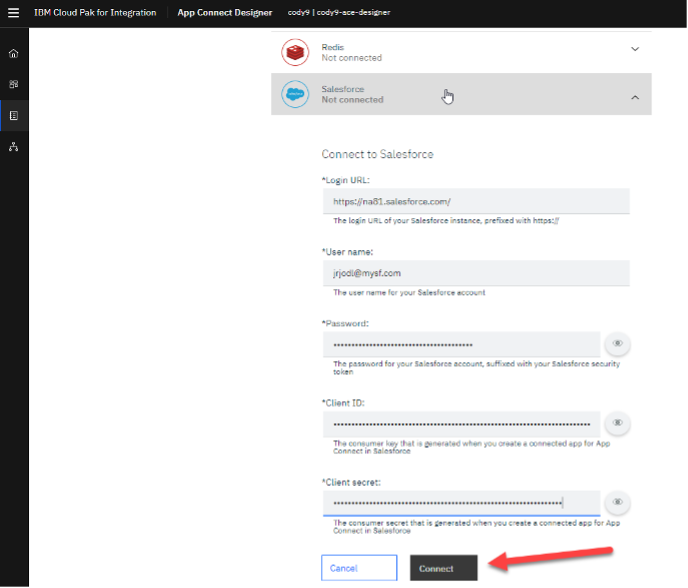 IBM Cloud Pak for Integration App Connect Designer cody9 | cody9-ace-designer
Redis
Not connected
Salesforce
Not connected
Connect to Salesforce
*Login URL:
https://na81.salesforce.com/
The login URL of your Salesforce instance, prefixed with https://
*User name:
jrjodl@mysf.com
The user name for your Salesforce account
*Password:
The password for your Salesforce account, suffixed with your Salesforce security
token
*Client ID:
The consumer key that is generated when you create a connected app for App
Connect in Salesforce
*Client secret:
The consumer secret that is generated when you create a connected app for App
Connect in Salesforce
Cancel Connect